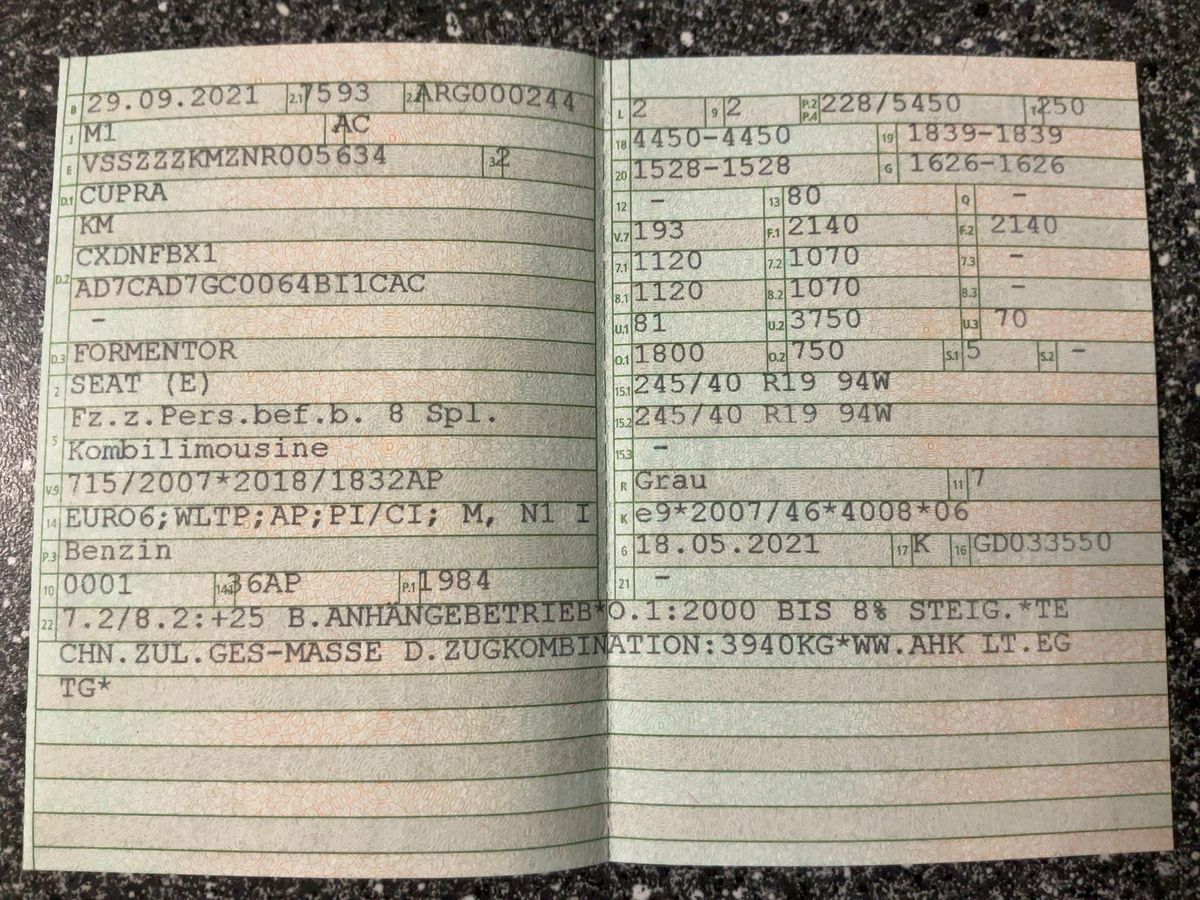 B 29.09.2021 2.1 7593 2.2 ARG000244
J M1 AC
E VSSZZZKMZNR005634 3 2
D.1 CUPRA
KM
CXDNFBX1
D.2 AD7CAD7GC0064BI1CAC
–
D.3 FORMENTOR
2 SEAT (E)
Fz.z.Pers.bef.b. 8 Spl.
5 Kombilimousine
V.9 715/2007*2018/1832AP
14 EURO6;WLTP;AP;PI/CI; M, N1 I
P.3 Benzin
10 0001 14.1 36AP P.1 1984
L 2 9 2 P.2 P.4 228/5450 T 250
18 4450-4450 19 1839-1839
20 1528-1528 G 1626-1626
12 – 13 80 Q –
V.7 193 F.1 2140 F.2 2140
7.1 1120 7.2 1070 7.3 –
8.1 1120 8.2 1070 8.3 –
U.1 81 U.2 3750 U.3 70
O.1 1800 O.2 750 S.1 5 S.2 –
15.1 245/40 R19 94W
15.2 245/40 R19 94W
15.3 –
R Grau 11 7
K e9*2007/46*4008*06
6 18.05.2021 17 K 16 GD033550
21 –
22 7.2/8.2:+25 B.ANHÄNGEBETRIEB*O.1:2000 BIS 8% STEIG.*TE
CHN.ZUL.GES-MASSE D.ZUGKOMBINATION:3940KG*WW.AHK LT.EG
TG*